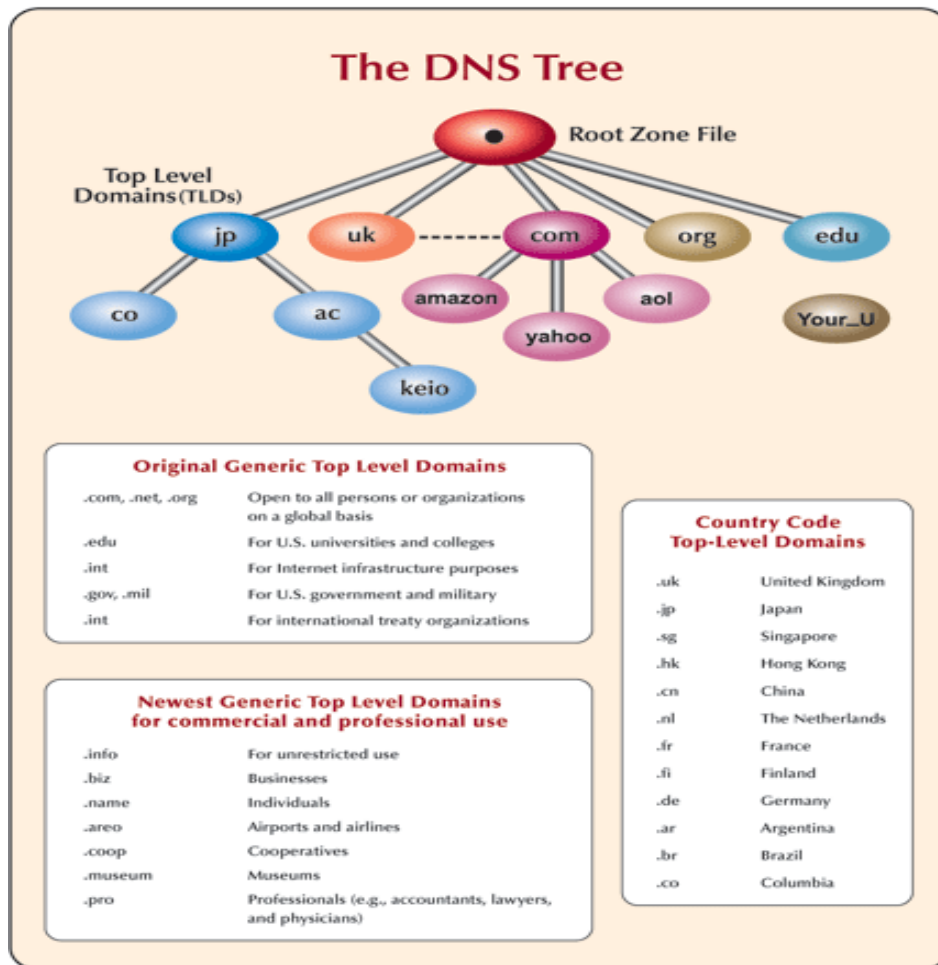 The DNS Tree
Root Zone File
Top Level
Domains(TLDs)
jp
uk
com
org
edu
co
ac
amazon
aol
yahoo
Your_U
keio
Original Generic Top Level Domains
.com, .net, .org Open to all persons or organizations
on a global basis
.edu For U.S. universities and colleges
.int For Internet infrastructure purposes
.gov, .mil For U.S. government and military
.int For international treaty organizations
Newest Generic Top Level Domains
for commercial and professional use
.info For unrestricted use
.biz Businesses
.name Individuals
.areo Airports and airlines
.coop Cooperatives
.museum Museums
.pro Professionals (e.g., accountants, lawyers,
and physicians)
Country Code
Top-Level Domains
.uk United Kingdom
.jp Japan
.sg Singapore
.hk Hong Kong
.cn China
.nl The Netherlands
.fr France
.fi Finland
.de Germany
.ar Argentina
.br Brazil
.co Columbia